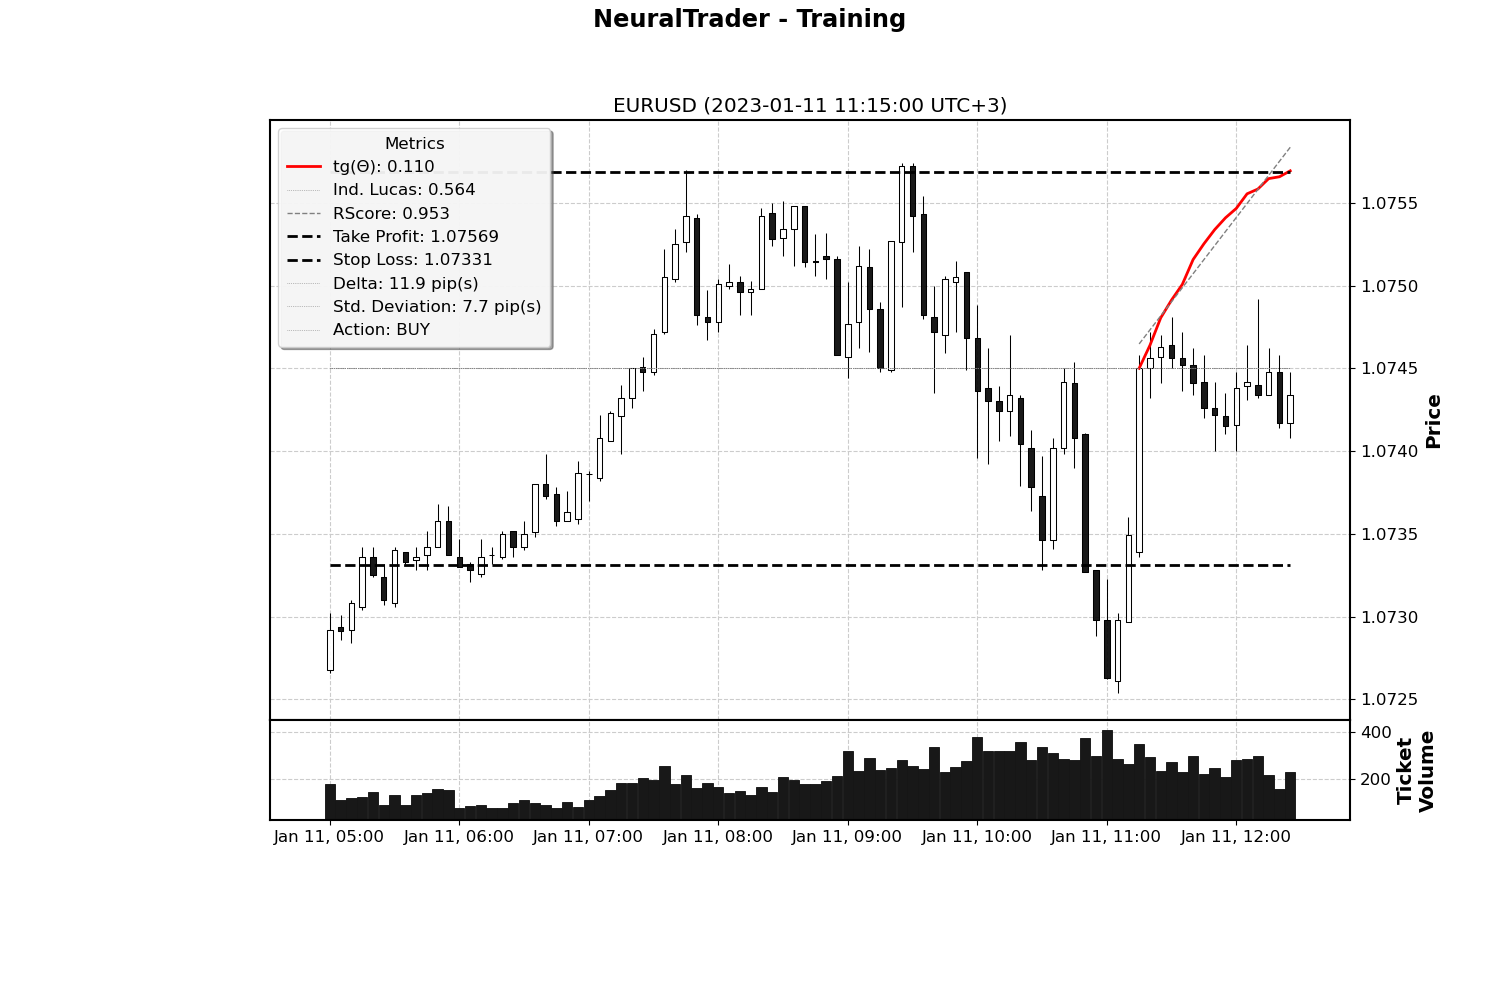 NeuralTrader - Training
EURUSD (2023-01-11 11:15:00 UTC+3)
Metrics
tg(Θ): 0.110
Ind. Lucas: 0.564
RScore: 0.953
Take Profit: 1.07569
Stop Loss: 1.07331
Delta: 11.9 pip(s)
Std. Deviation: 7.7 pip(s)
Action: BUY
1.0755
1.0750
1.0745
1.0740
1.0735
1.0730
1.0725
Price
400
200
Ticket
Volume
Jan 11, 05:00
Jan 11, 06:00
Jan 11, 07:00
Jan 11, 08:00
Jan 11, 09:00
Jan 11, 10:00
Jan 11, 11:00
Jan 11, 12:00